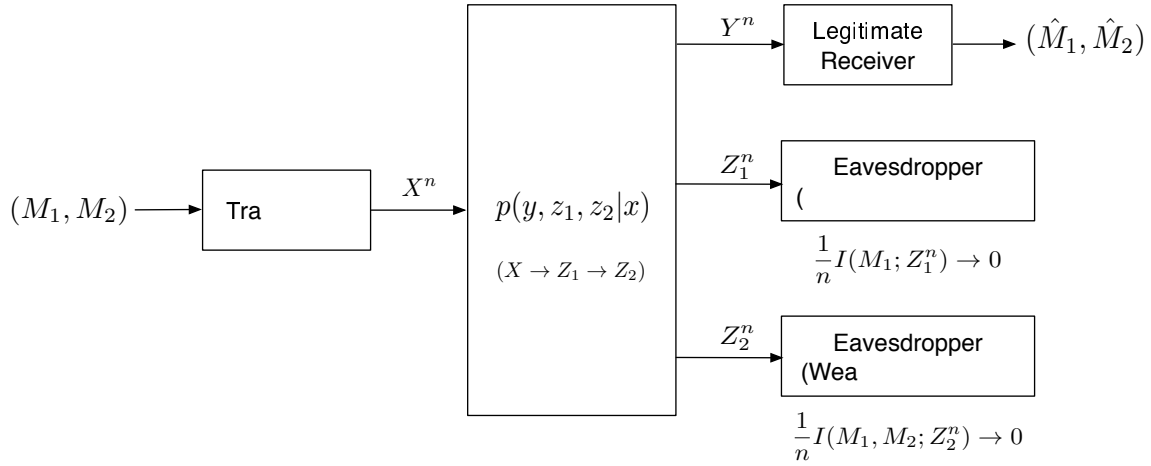 (M_1, M_2)
Tra
X^n
p(y, z_1, z_2|x)
(X → Z_1 → Z_2)
Y^n
Legitimate
Receiver
(\hat{M}_1, \hat{M}_2)
Z_1^n
Eavesdropper
(
\frac{1}{n} I(M_1; Z_1^n) → 0
Z_2^n
Eavesdropper
(Wea
\frac{1}{n} I(M_1, M_2; Z_2^n) → 0